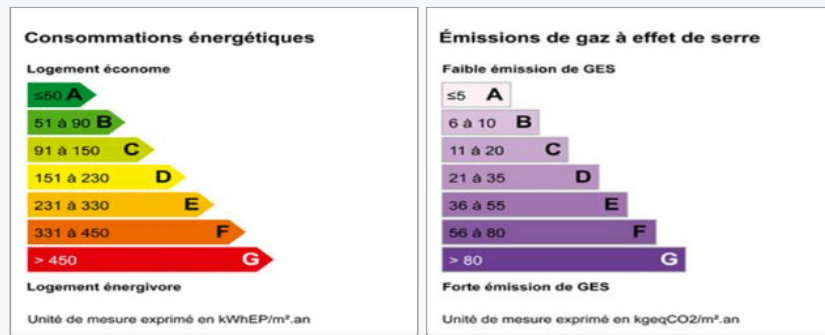 Consommations énergétiques
Logement économe
≤50 A
51 à 90 B
91 à 150 C
151 à 230 D
231 à 330 E
331 à 450 F
> 450 G
Logement énergivore
Unité de mesure exprimé en kWhEP/m².an
Émissions de gaz à effet de serre
Faible émission de GES
≤5 A
6 à 10 B
11 à 20 C
21 à 35 D
36 à 55 E
56 à 80 F
> 80 G
Forte émission de GES
Unité de mesure exprimé en kgeqCO2/m².an